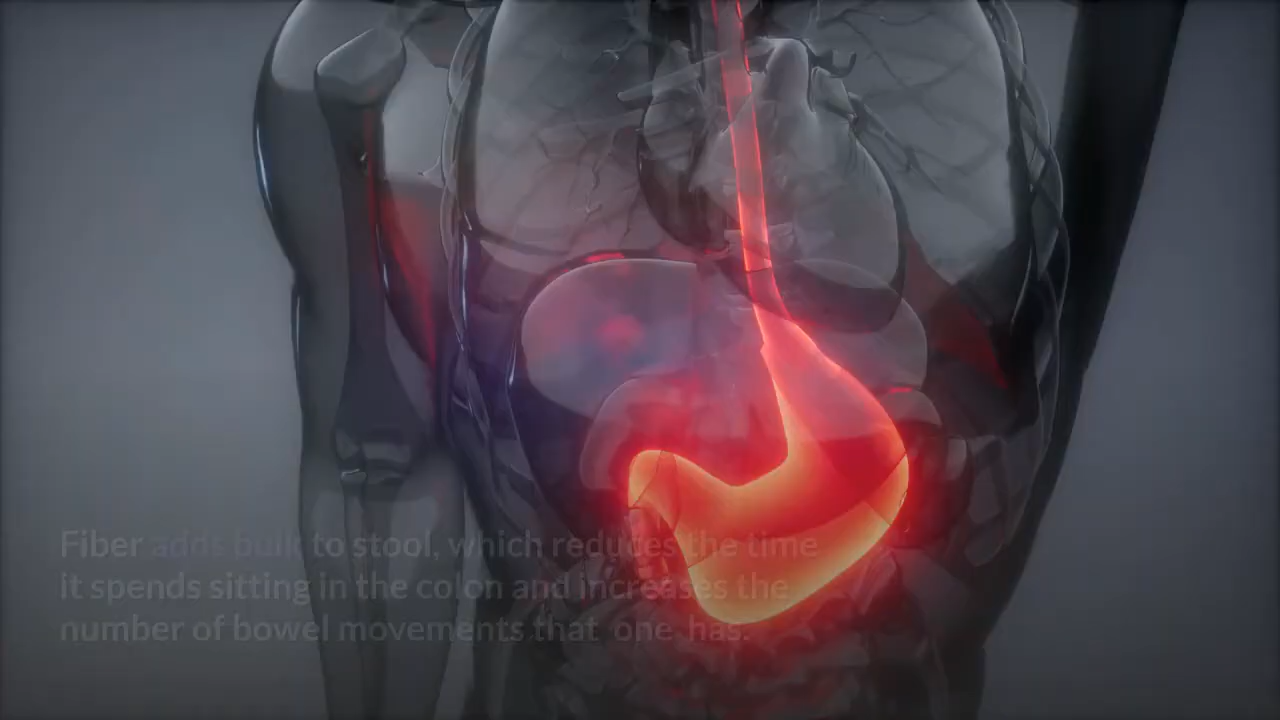 Fiber adds bulk to stool, which reduces the time
it spends sitting in the colon and increases the
number of bowel movements that one has.